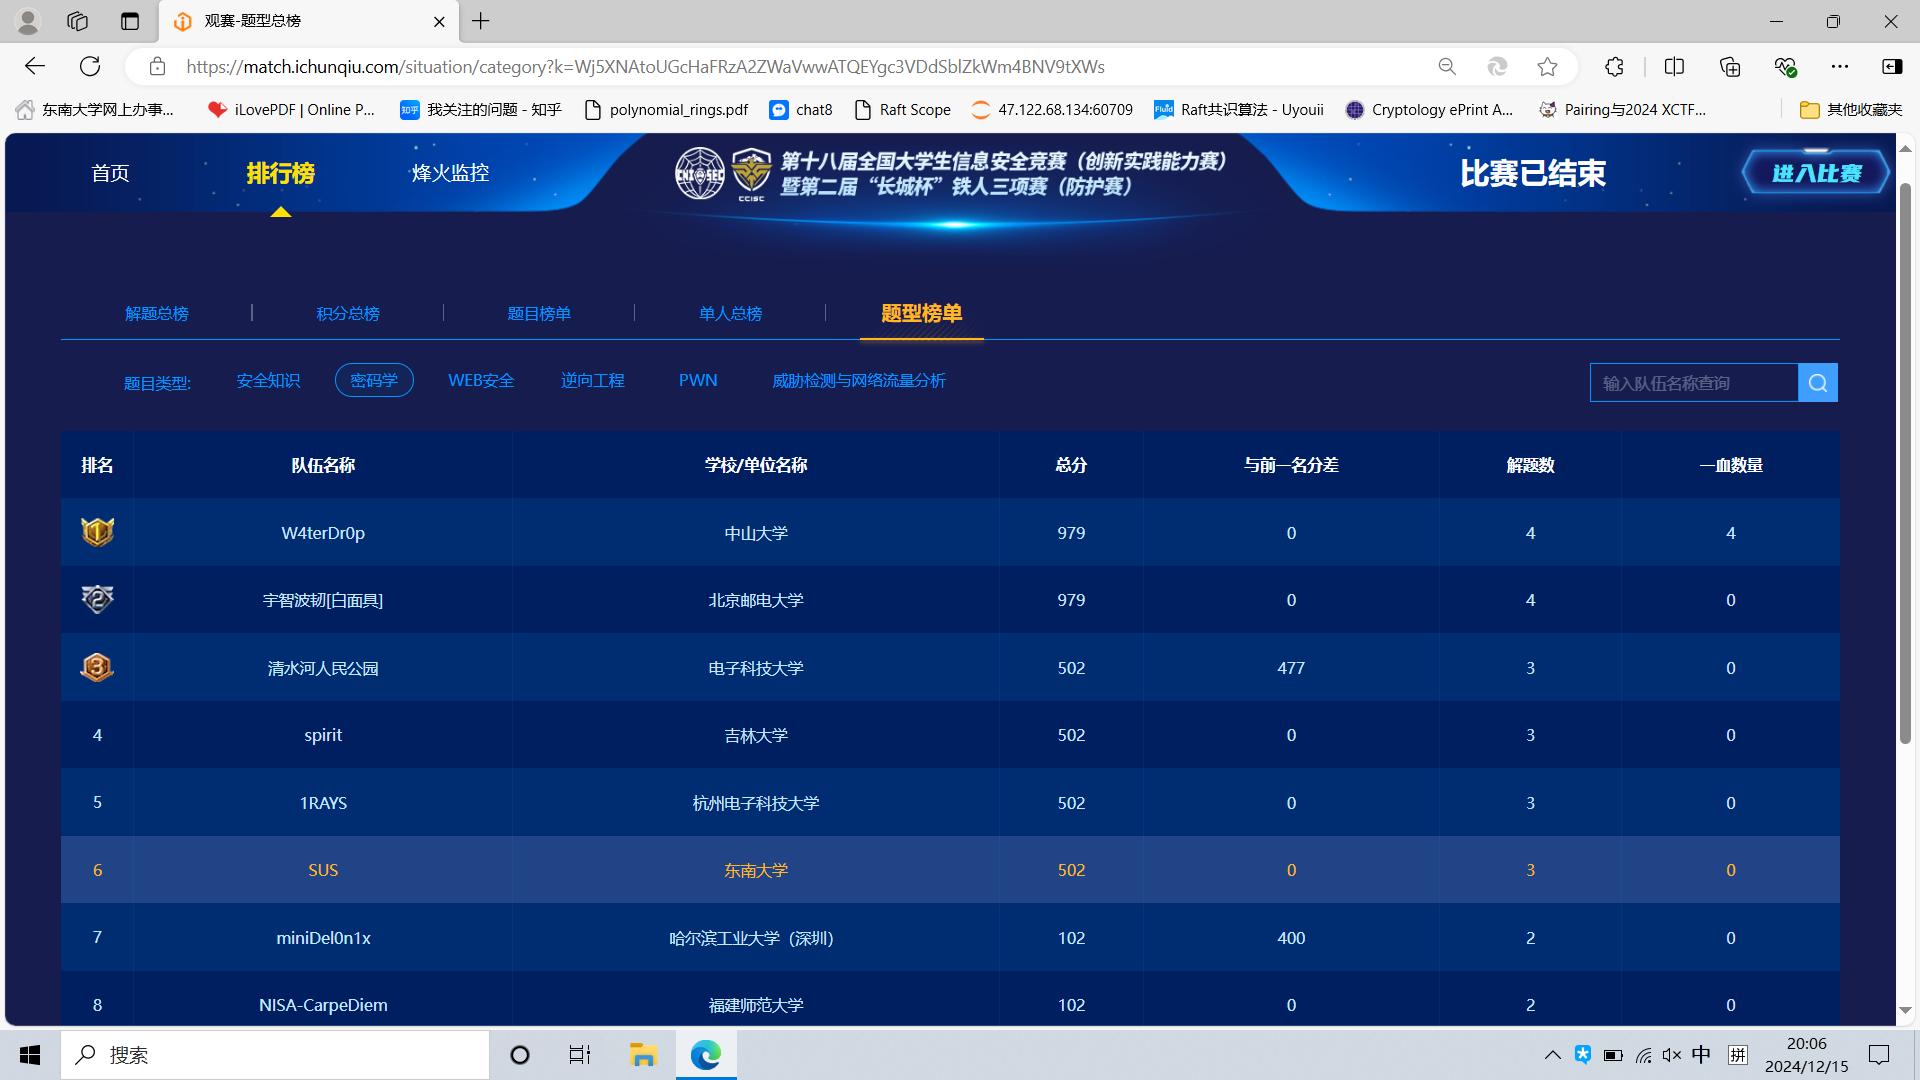 观赛-题型总榜
https://match.ichunqiu.com/situation/category?k=Wj5XNAtoUGcHaFRzA2ZWaVwwATQEYgc3VDdSblZkWm4BNV9tXWs
东南大学网上办事... iLovePDF | Online P... 知乎 我关注的问题 - 知乎 polynomial_rings.pdf chat8 Raft Scope 47.122.68.134:60709 Fluid Raft共识算法 - Uyouii Cryptology ePrint A... Pairing与2024 XCTF... 其他收藏夹
首页 排行榜 烽火监控 CNISEC CCISC 第十八届全国大学生信息安全竞赛（创新实践能力赛）
暨第二届“长城杯”铁人三项赛（防护赛） 比赛已结束 进入比赛
解题总榜 积分总榜 题目榜单 单人总榜 题型榜单
题目类型: 安全知识 密码学 WEB安全 逆向工程 PWN 威胁检测与网络流量分析 输入队伍名称查询
排名 队伍名称 学校/单位名称 总分 与前一名分差 解题数 一血数量
1 W4terDr0p 中山大学 979 0 4 4
2 宇智波韧[白面具] 北京邮电大学 979 0 4 0
3 清水河人民公园 电子科技大学 502 477 3 0
4 spirit 吉林大学 502 0 3 0
5 1RAYS 杭州电子科技大学 502 0 3 0
6 SUS 东南大学 502 0 3 0
7 miniDel0n1x 哈尔滨工业大学（深圳） 102 400 2 0
8 NISA-CarpeDiem 福建师范大学 102 0 2 0
搜索 中 拼 20:06
2024/12/15